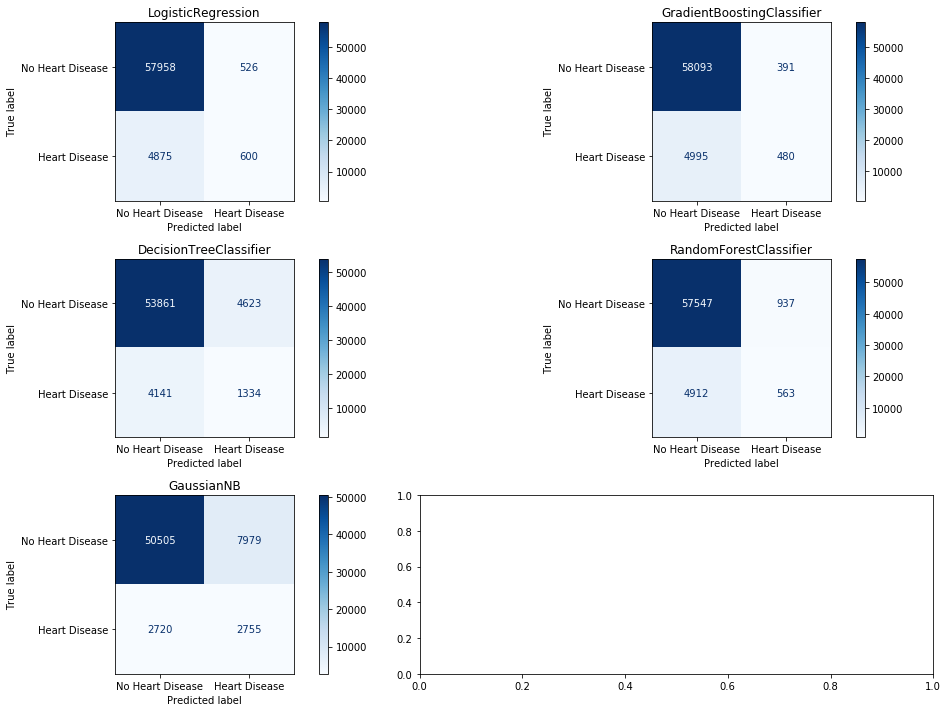 LogisticRegression
No Heart Disease
Heart Disease
True label
57958
526
4875
600
No Heart Disease
Heart Disease
Predicted label
50000
40000
30000
20000
10000
GradientBoostingClassifier
No Heart Disease
Heart Disease
True label
58093
391
4995
480
No Heart Disease
Heart Disease
Predicted label
50000
40000
30000
20000
10000
DecisionTreeClassifier
No Heart Disease
Heart Disease
True label
53861
4623
4141
1334
No Heart Disease
Heart Disease
Predicted label
50000
40000
30000
20000
10000
RandomForestClassifier
No Heart Disease
Heart Disease
True label
57547
937
4912
563
No Heart Disease
Heart Disease
Predicted label
50000
40000
30000
20000
10000
GaussianNB
No Heart Disease
Heart Disease
True label
50505
7979
2720
2755
No Heart Disease
Heart Disease
Predicted label
50000
40000
30000
20000
10000
1.0
0.8
0.6
0.4
0.2
0.0
0.0
0.2
0.4
0.6
0.8
1.0